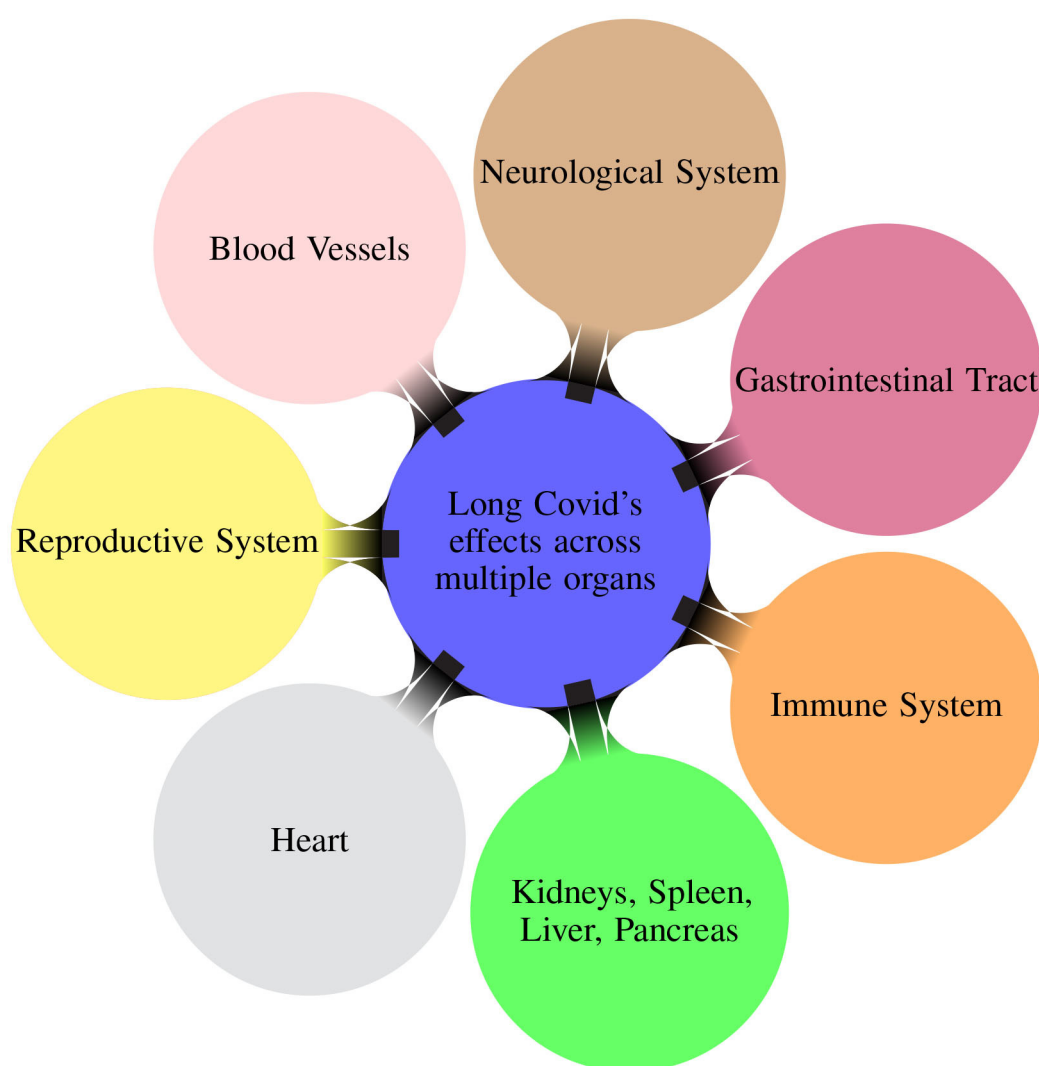 Neurological System
Blood Vessels
Gastrointestinal Tract
Long Covid's
effects across
multiple organs
Reproductive System
Immune System
Heart
Kidneys, Spleen,
Liver, Pancreas